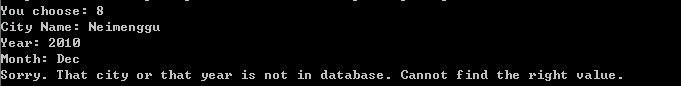 You choose: 8
City Name: Neimenggu
Year: 2010
Month: Dec
Sorry. That city or that year is not in database. Cannot find the right value.